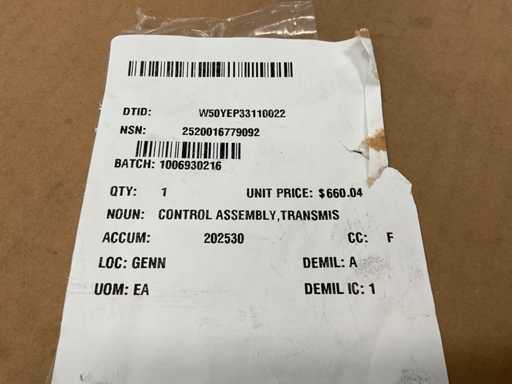 DTID: W50YEP33110022
NSN: 2520016779092
BATCH: 1006930216
QTY: 1 UNIT PRICE: $660.04
NOUN: CONTROL ASSEMBLY,TRANSMIS
ACCUM: 202530 CC: F
LOC: GENN DEMIL: A
UOM: EA DEMIL IC: 1